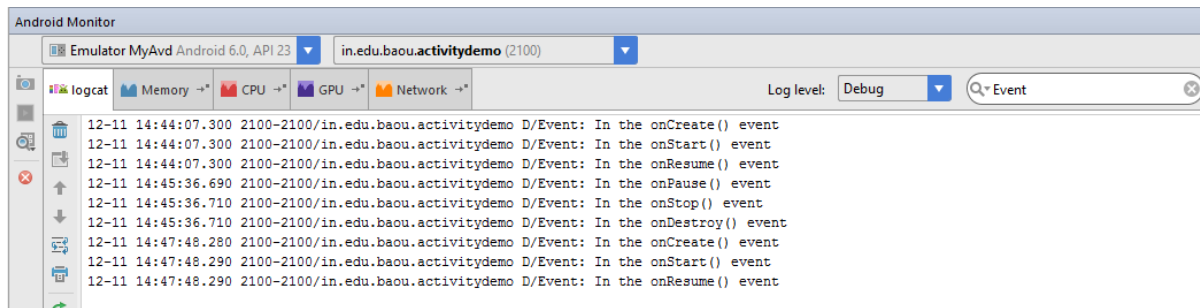 Android Monitor
Emulator MyAvd Android 6.0, API 23 in.edu.baou.activitydemo (2100)
logcat Memory CPU GPU Network Log level: Debug Event
12-11 14:44:07.300 2100-2100/in.edu.baou.activitydemo D/Event: In the onCreate() event
12-11 14:44:07.300 2100-2100/in.edu.baou.activitydemo D/Event: In the onStart() event
12-11 14:44:07.300 2100-2100/in.edu.baou.activitydemo D/Event: In the onResume() event
12-11 14:45:36.690 2100-2100/in.edu.baou.activitydemo D/Event: In the onPause() event
12-11 14:45:36.710 2100-2100/in.edu.baou.activitydemo D/Event: In the onStop() event
12-11 14:45:36.710 2100-2100/in.edu.baou.activitydemo D/Event: In the onDestroy() event
12-11 14:47:48.280 2100-2100/in.edu.baou.activitydemo D/Event: In the onCreate() event
12-11 14:47:48.290 2100-2100/in.edu.baou.activitydemo D/Event: In the onStart() event
12-11 14:47:48.290 2100-2100/in.edu.baou.activitydemo D/Event: In the onResume() event